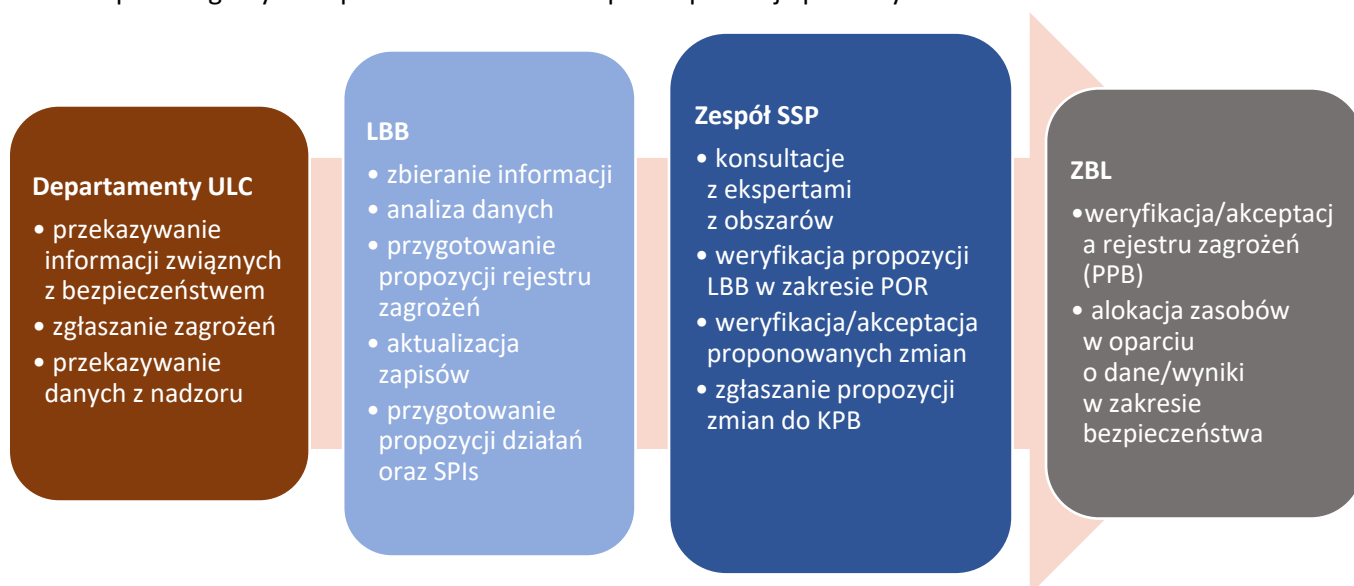 Departamenty ULC
• przekazywanie
informacji związnych
z bezpieczeństwem
• zgłaszanie zagrożeń
• przekazywanie
danych z nadzoru
LBB
• zbieranie informacji
• analiza danych
• przygotowanie
propozycji rejestru
zagrożeń
• aktualizacja
zapisów
• przygotowanie
propozycji działań
oraz SPIs
Zespół SSP
• konsultacje
z ekspertami
z obszarów
• weryfikacja propozycji
LBB w zakresie POR
• weryfikacja/akceptacja
proponowanych zmian
• zgłaszanie propozycji
zmian do KPB
ZBL
•weryfikacja/akceptacj
a rejestru zagrożeń
(PPB)
• alokacja zasobów
w oparciu
o dane/wyniki
w zakresie
bezpieczeństwa